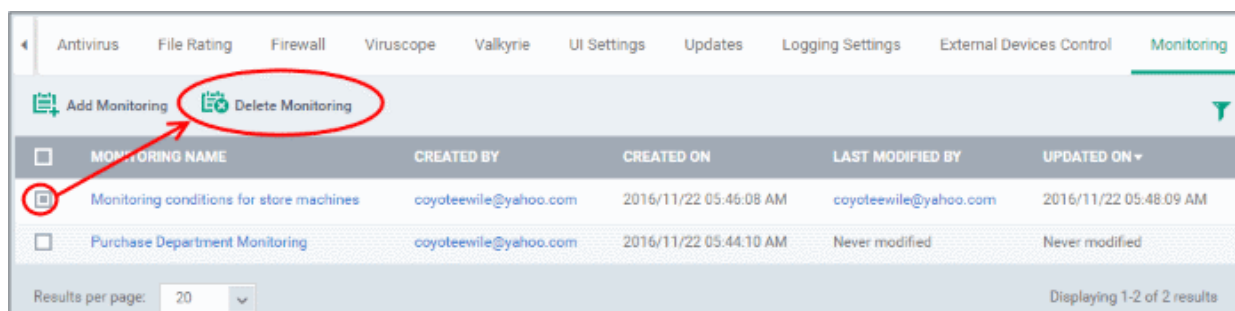 Antivirus File Rating Firewall Viruscope Valkyrie UI Settings Updates Logging Settings External Devices Control Monitoring
Add Monitoring Delete Monitoring
MONITORING NAME CREATED BY CREATED ON LAST MODIFIED BY UPDATED ON
Monitoring conditions for store machines coyoteewile@yahoo.com 2016/11/22 05:46:08 AM coyoteewile@yahoo.com 2016/11/22 05:48:09 AM
Purchase Department Monitoring coyoteewile@yahoo.com 2016/11/22 05:44:10 AM Never modified Never modified
Results per page: 20 Displaying 1-2 of 2 results